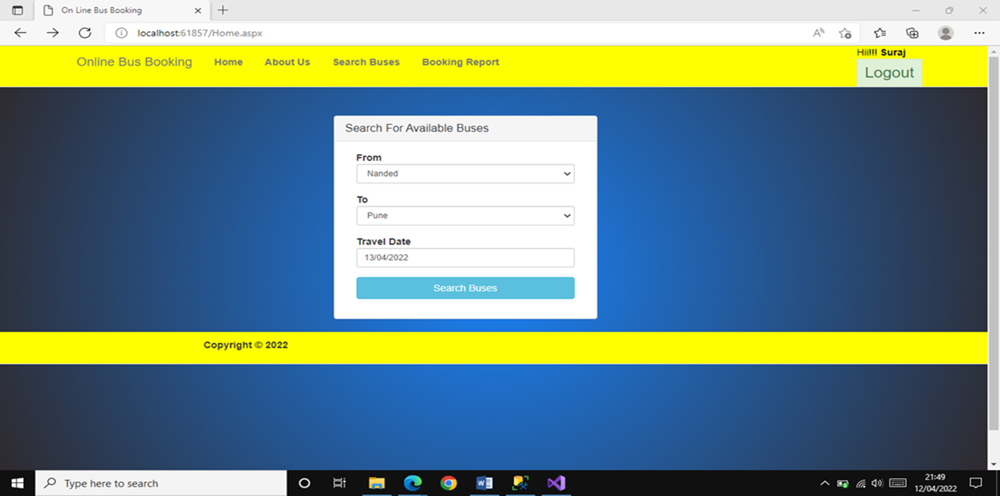 On Line Bus Booking
localhost:61857/Home.aspx
Online Bus Booking Home About Us Search Buses Booking Report
Hii!!! Suraj
Logout
Search For Available Buses
From
Nanded
To
Pune
Travel Date
13/04/2022
Search Buses
Copyright © 2022
Type here to search
21:49
12/04/2022